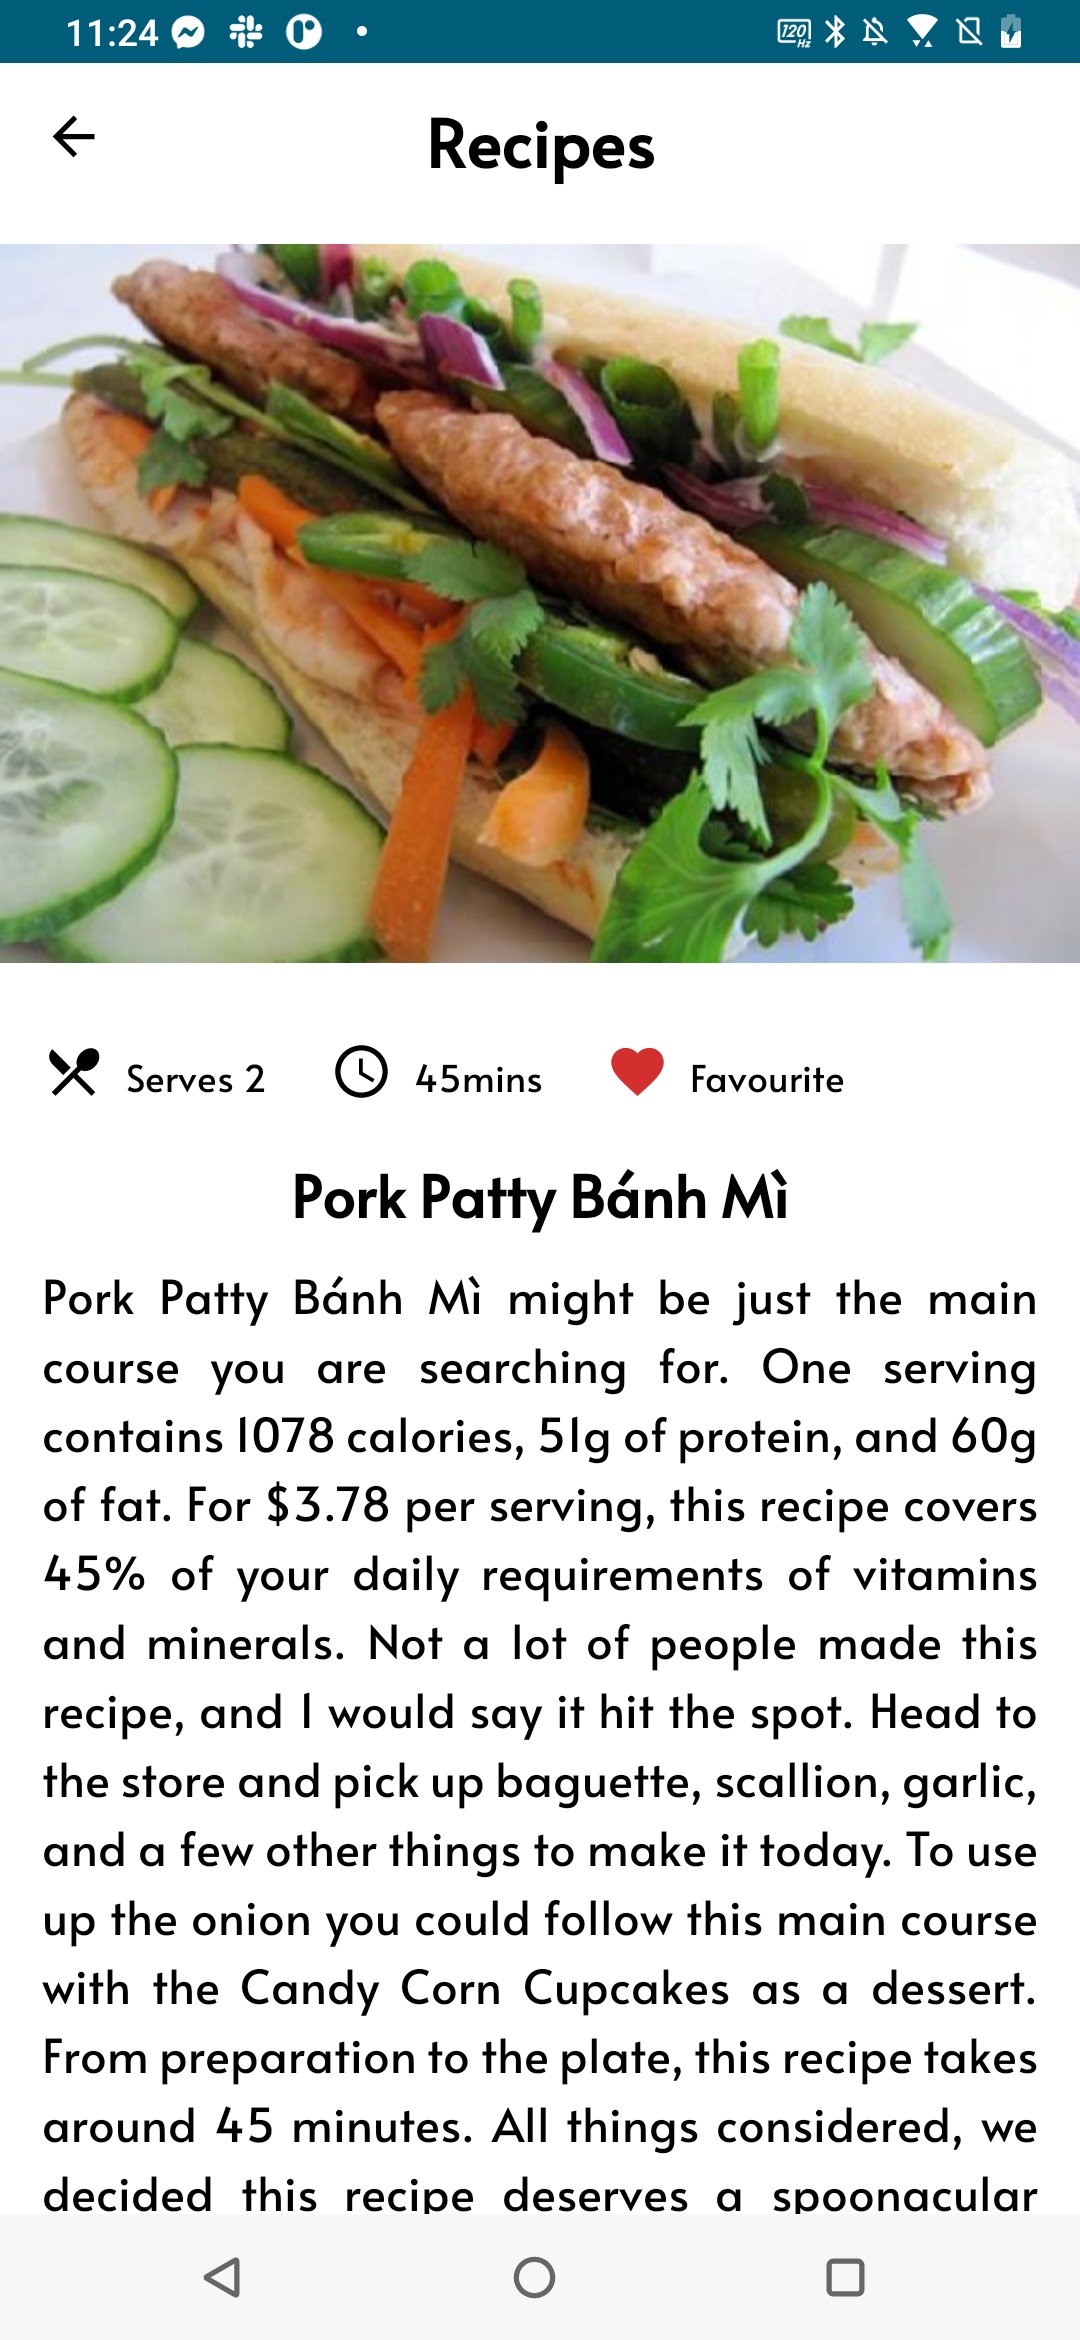 11:24
120
Hz
Recipes
Serves 2
45mins
Favourite
Pork Patty Bánh Mì
Pork Patty Bánh Mì might be just the main
course you are searching for. One serving
contains 1078 calories, 51g of protein, and 60g
of fat. For $3.78 per serving, this recipe covers
45% of your daily requirements of vitamins
and minerals. Not a lot of people made this
recipe, and I would say it hit the spot. Head to
the store and pick up baguette, scallion, garlic,
and a few other things to make it today. To use
up the onion you could follow this main course
with the Candy Corn Cupcakes as a dessert.
From preparation to the plate, this recipe takes
around 45 minutes. All things considered, we
decided this recipe deserves a spoonacular